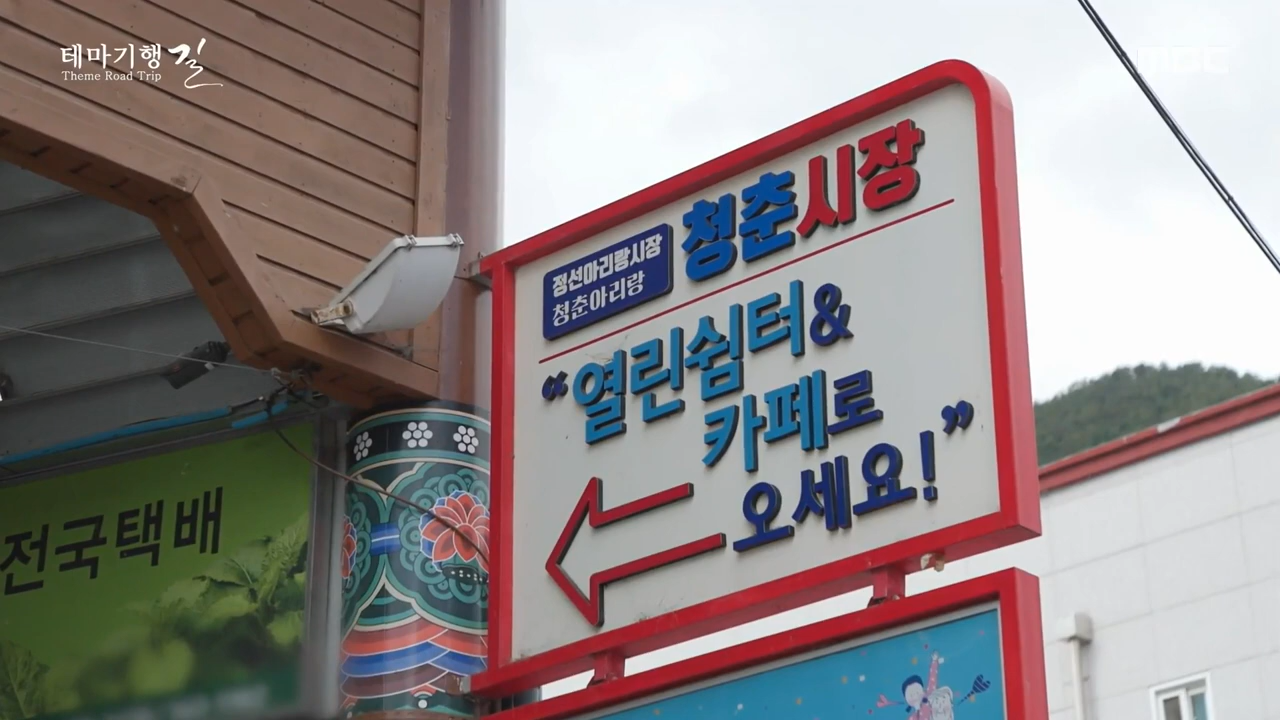 테마기행 길
Theme Road Trip
MBC
정선아리랑시장
청춘아리랑
청춘시장
“열린쉼터&
카페로
오세요!”
전국택배